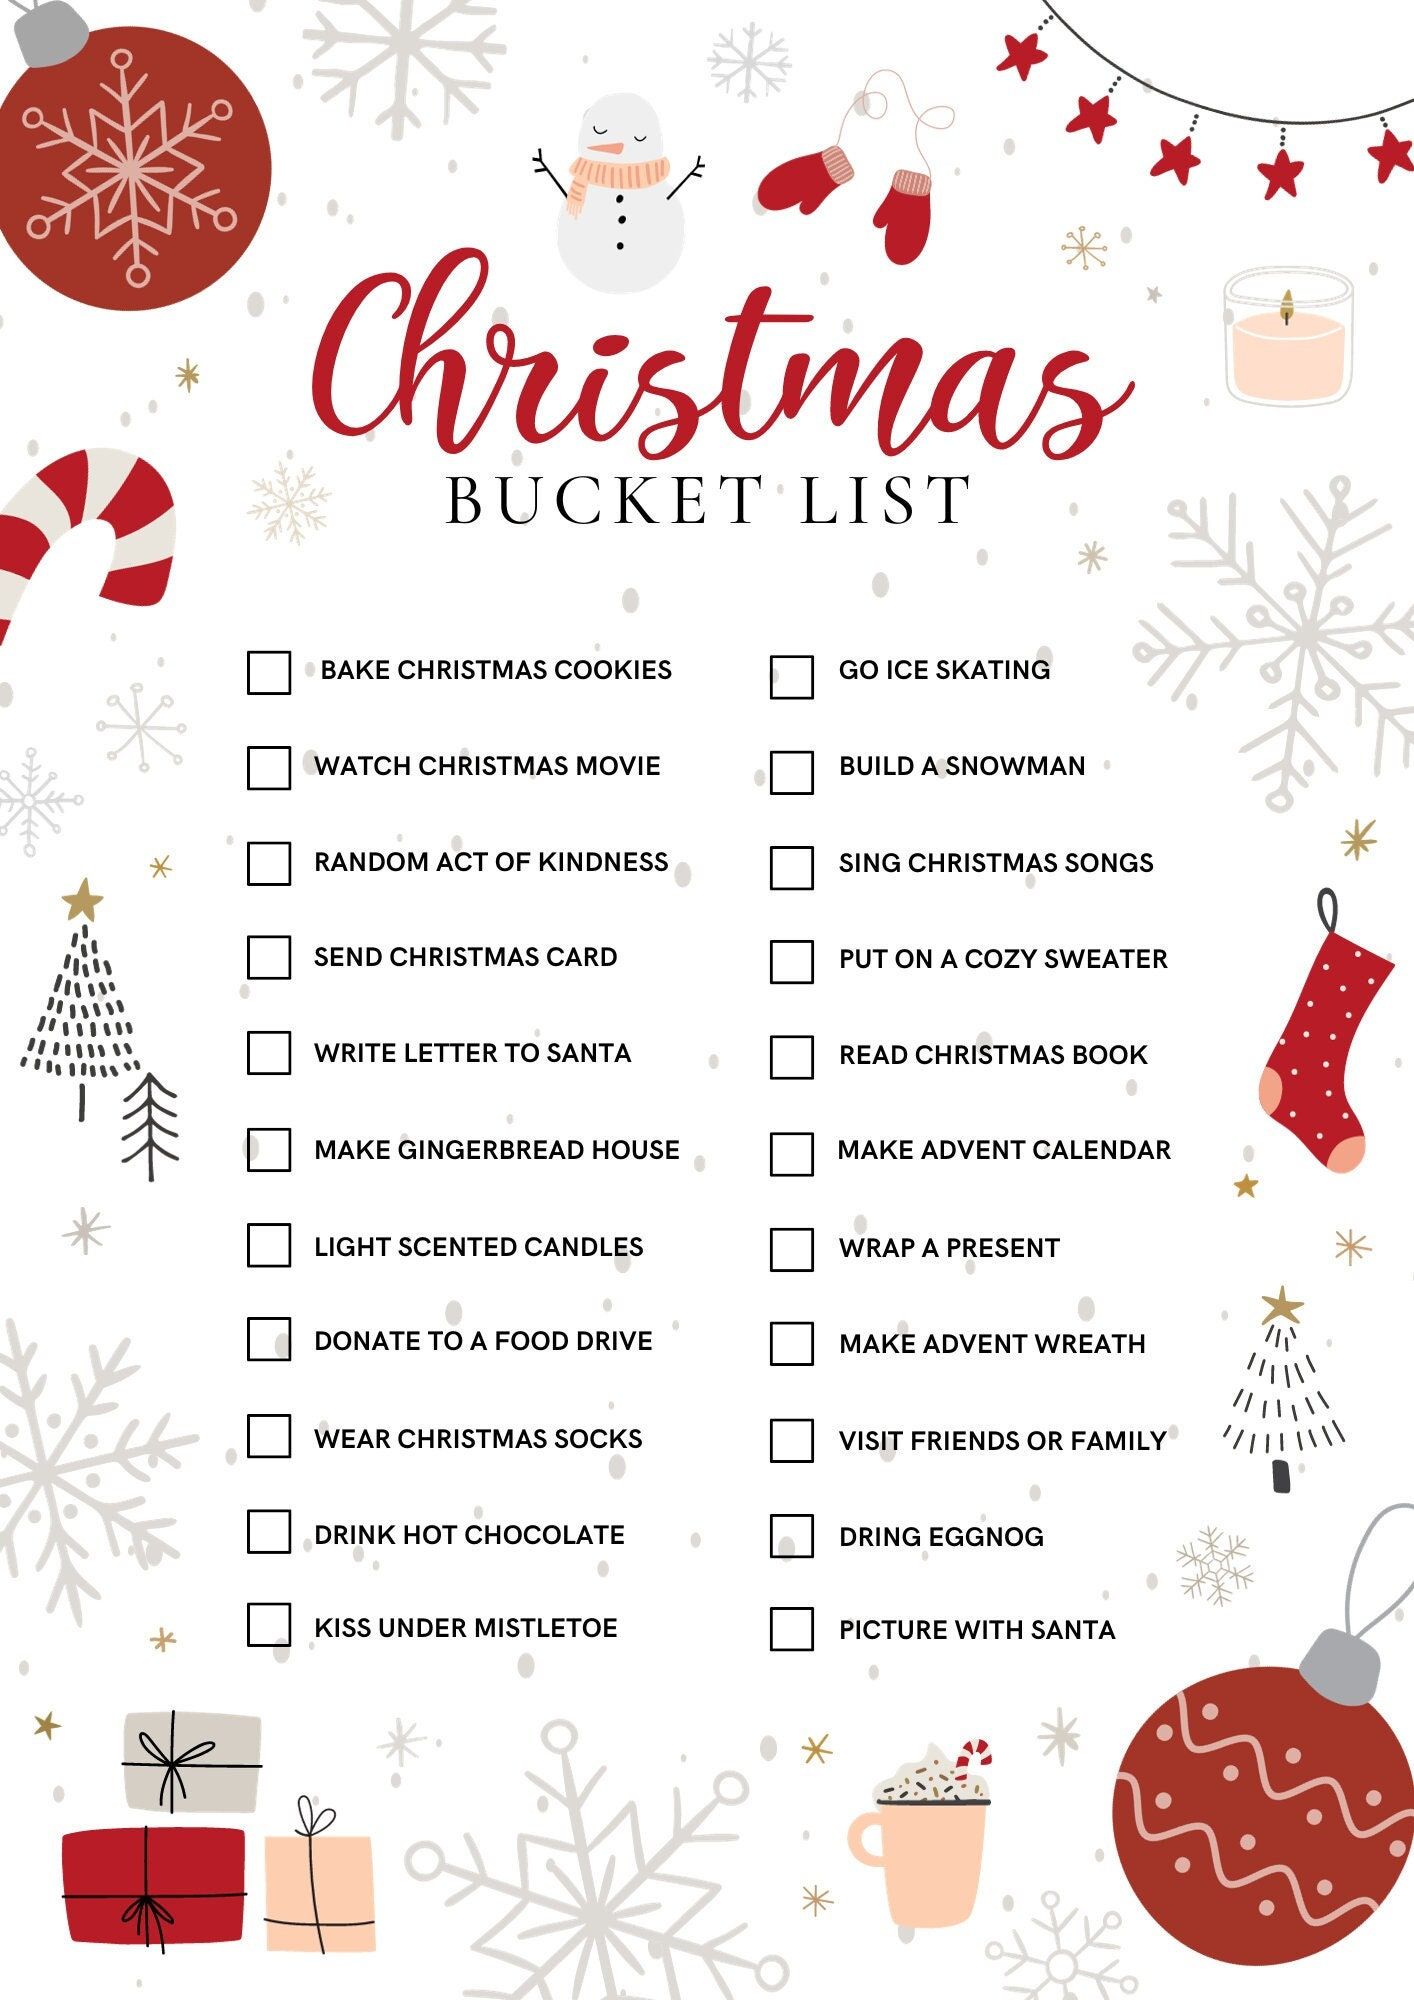 Christmas
BUCKET LIST
BAKE CHRISTMAS COOKIES
WATCH CHRISTMAS MOVIE
RANDOM ACT OF KINDNESS
SEND CHRISTMAS CARD
WRITE LETTER TO SANTA
MAKE GINGERBREAD HOUSE
LIGHT SCENTED CANDLES
DONATE TO A FOOD DRIVE
WEAR CHRISTMAS SOCKS
DRINK HOT CHOCOLATE
KISS UNDER MISTLETOE
GO ICE SKATING
BUILD A SNOWMAN
SING CHRISTMAS SONGS
PUT ON A COZY SWEATER
READ CHRISTMAS BOOK
MAKE ADVENT CALENDAR
WRAP A PRESENT
MAKE ADVENT WREATH
VISIT FRIENDS OR FAMILY
DRING EGGNOG
PICTURE WITH SANTA